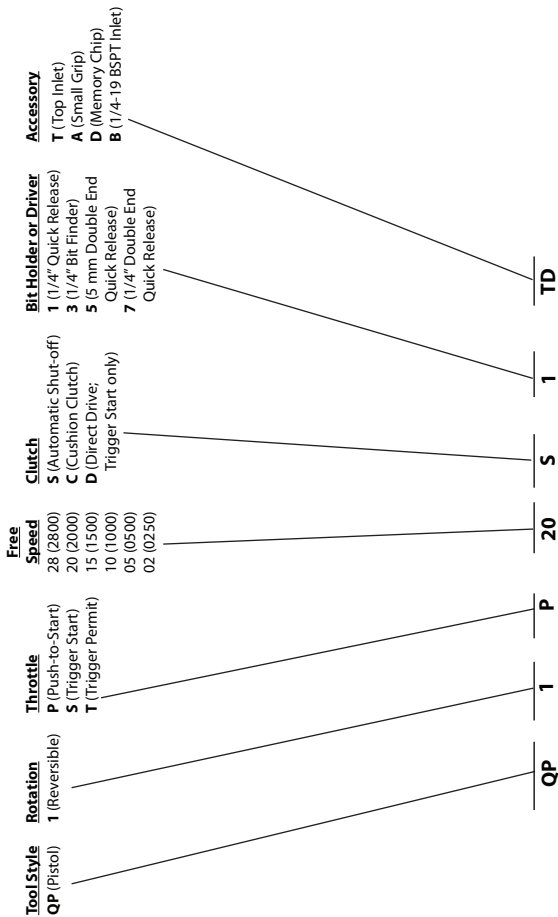 Tool Style
QP (Pistol)
Rotation
1 (Reversible)
Throttle
P (Push-to-Start)
S (Trigger Start)
T (Trigger Permit)
Free
Speed
28 (2800)
20 (2000)
15 (1500)
10 (1000)
05 (0500)
02 (0250)
Clutch
S (Automatic Shut-off)
C (Cushion Clutch)
D (Direct Drive;
Trigger Start only)
Bit Holder or Driver
1 (1/4" Quick Release)
3 (1/4" Bit Finder)
5 (5 mm Double End
Quick Release)
7 (1/4" Double End
Quick Release)
Accessory
T (Top Inlet)
A (Small Grip)
D (Memory Chip)
B (1/4-19 BSPT Inlet)
QP 1 P 20 S 1 TD